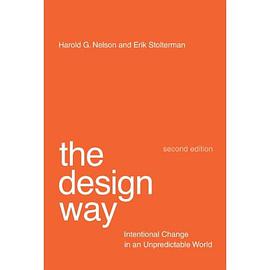 Harold G. Nelson and Erik Stolterman
second edition
the
design
way
Intentional Change
in an Unpredictable World